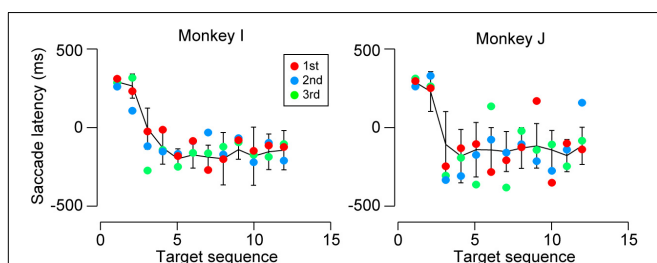 Monkey I
Monkey J
500
0
-500
Saccade latency (ms)
1st
2nd
3rd
500
0
-500
0 5 10 15
Target sequence
0 5 10 15
Target sequence